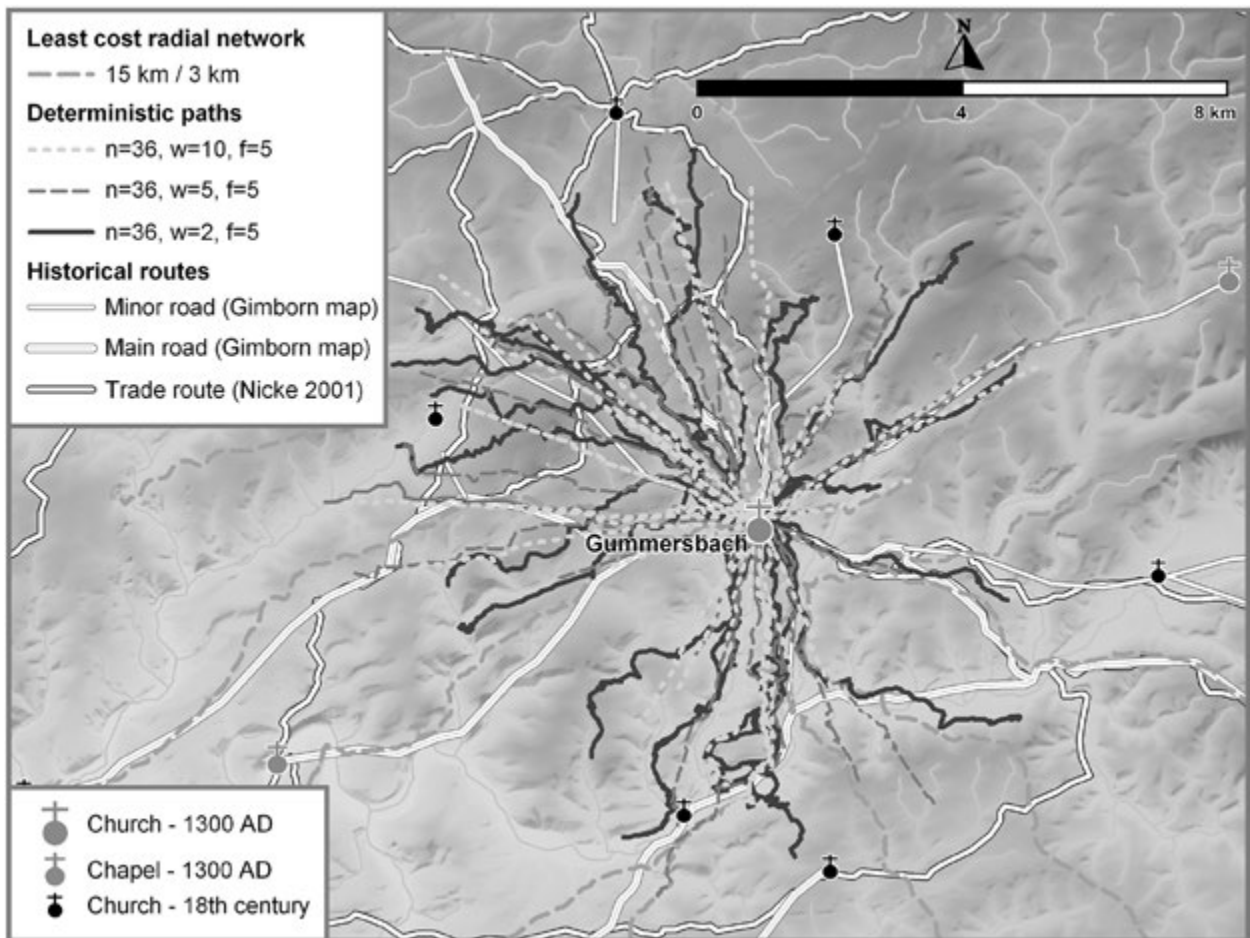 Least cost radial network
15 km / 3 km
Deterministic paths
n=36, w=10, f=5
n=36, w=5, f=5
n=36, w=2, f=5
Historical routes
Minor road (Gimborn map)
Main road (Gimborn map)
Trade route (Nicke 2001)
N
0 4 8 km
Gummersbach
Church - 1300 AD
Chapel - 1300 AD
Church - 18th century